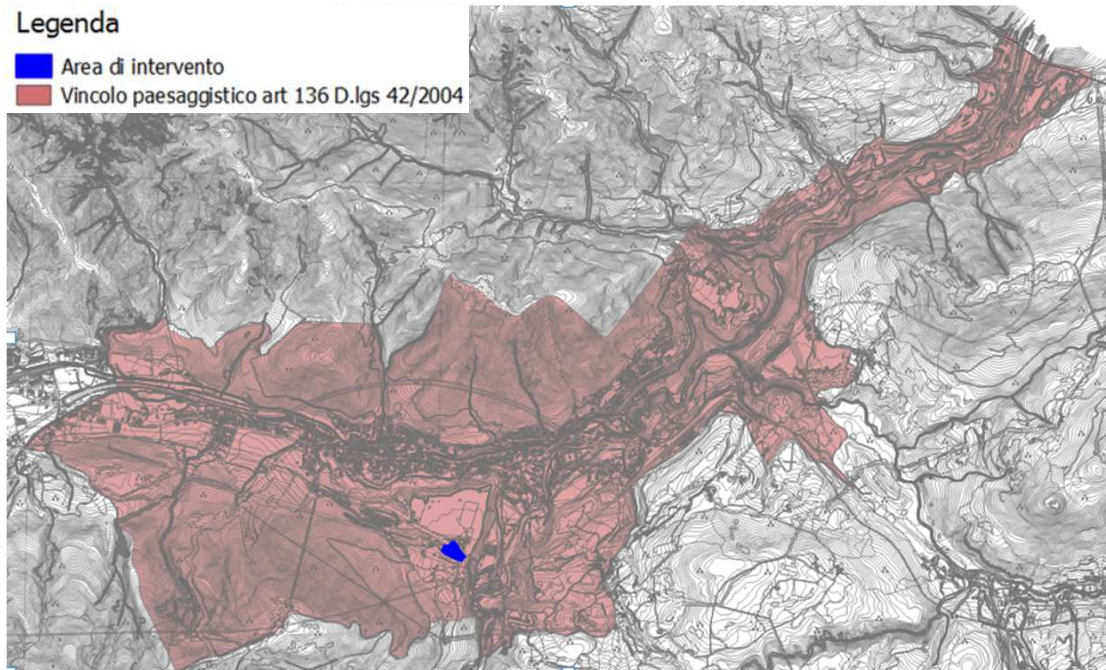 Legenda
Area di intervento
Vincolo paesaggistico art 136 D.lgs 42/2004